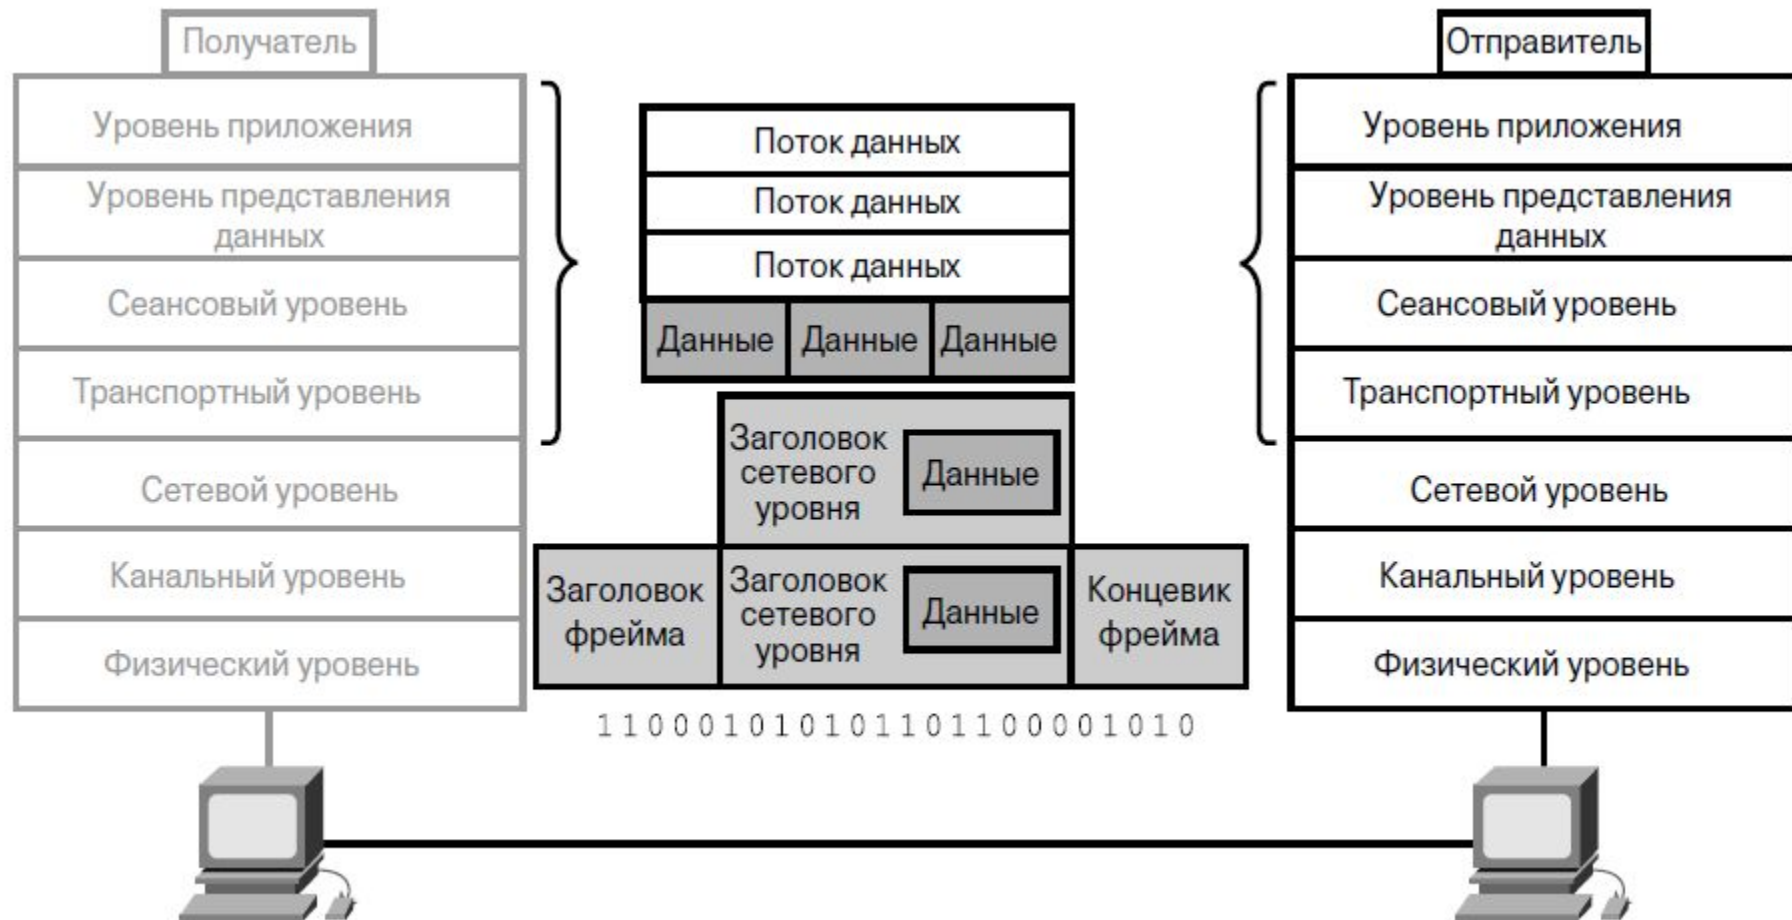 Получатель
Уровень приложения
Уровень представления
данных
Сеансовый уровень
Транспортный уровень
Сетевой уровень
Канальный уровень
Физический уровень
Поток данных
Поток данных
Поток данных
Данные Данные Данные
Заголовок
сетевого
уровня
Данные
Заголовок
фрейма
Заголовок
сетевого
уровня
Данные
Концевик
фрейма
1 1 0 0 0 1 0 1 0 1 0 1 1 0 1 1 0 0 0 0 1 0 1 0
Отправитель
Уровень приложения
Уровень представления
данных
Сеансовый уровень
Транспортный уровень
Сетевой уровень
Канальный уровень
Физический уровень